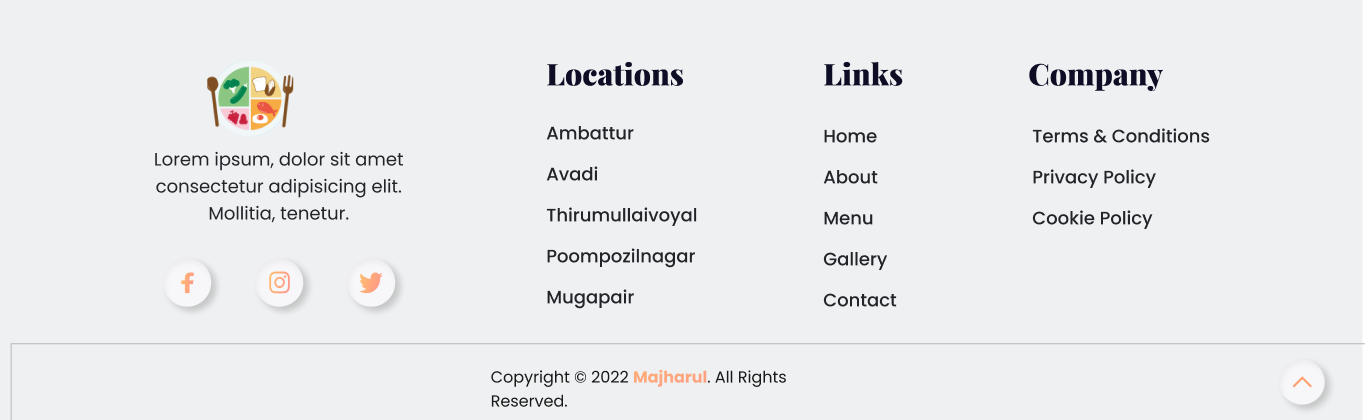 Lorem ipsum, dolor sit amet
consectetur adipisicing elit.
Mollitia, tenetur.
Locations
Ambattur
Avadi
Thirumullaivoyal
Poompozilnagar
Mugapair
Links
Home
About
Menu
Gallery
Contact
Company
Terms & Conditions
Privacy Policy
Cookie Policy
Copyright © 2022 Majharul. All Rights
Reserved.